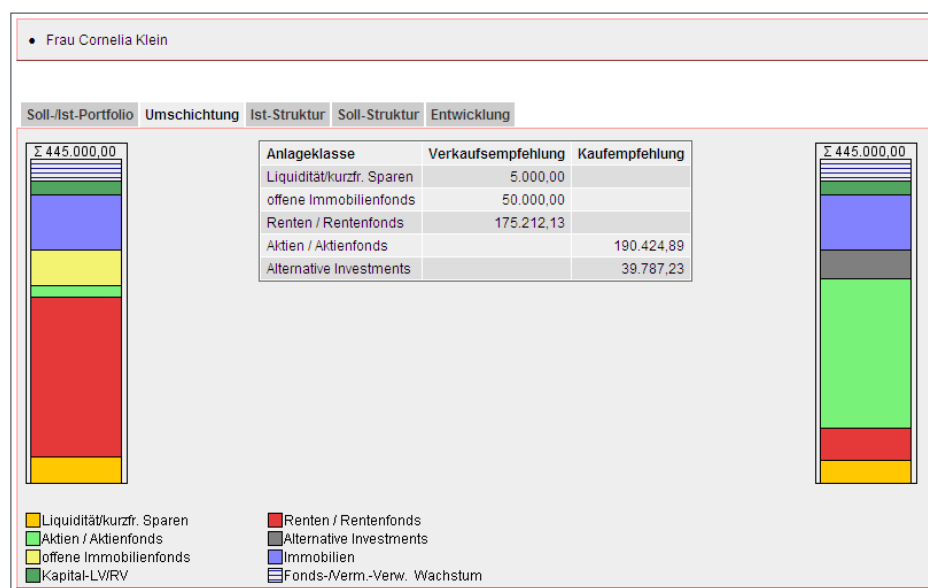 Frau Cornelia Klein
Soll-/Ist-Portfolio Umschichtung Ist-Struktur Soll-Struktur Entwicklung
Σ 445.000,00
Anlageklasse Verkaufsempfehlung Kaufempfehlung
Liquidität/kurzfr. Sparen 5.000,00
offene Immobilienfonds 50.000,00
Renten / Rentenfonds 175.212,13
Aktien / Aktienfonds 190.424,89
Alternative Investments 39.787,23
Σ 445.000,00
Liquidität/kurzfr. Sparen
Renten / Rentenfonds
Aktien / Aktienfonds
Alternative Investments
offene Immobilienfonds
Immobilien
Kapital-LV/RV
Fonds-/Verm.-Verw. Wachstum